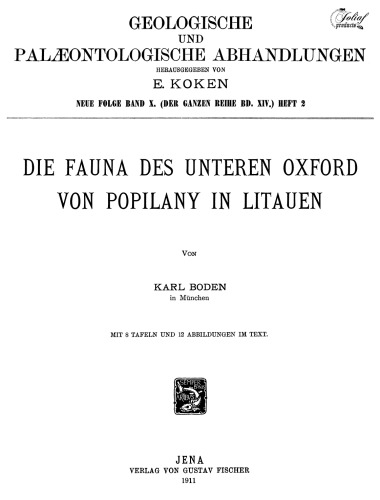 Foliaf
products
GEOLOGISCHE
UND
PALÆONTOLOGISCHE ABHANDLUNGEN
HERAUSGEGEBEN VON
E. KOKEN
NEUE FOLGE BAND X. (DER GANZEN REIHE BD. XIV.) HEFT 2
DIE FAUNA DES UNTEREN OXFORD
VON POPILANY IN LITAUEN
VON
KARL BODEN
in München
MIT 8 TAFELN UND 12 ABBILDUNGEN IM TEXT.
JENA
VERLAG VON GUSTAV FISCHER
1911